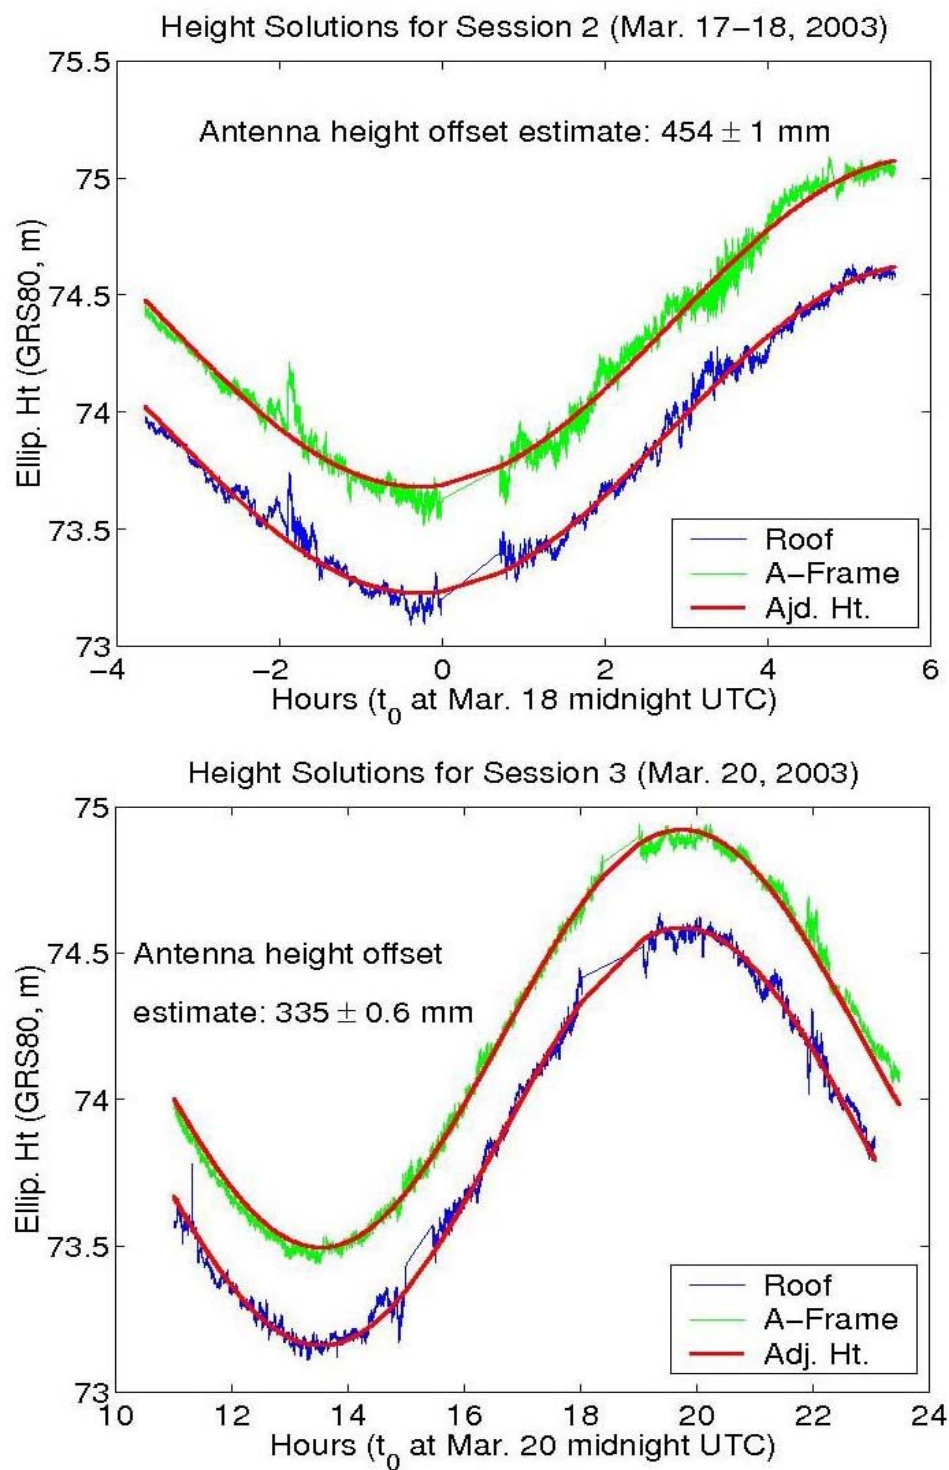 Height Solutions for Session 2 (Mar. 17-18, 2003)
75.5
Antenna height offset estimate: 454 ± 1 mm
75
74.5
74
73.5
73
Ellip. Ht (GRS80, m)
Roof
A-Frame
Ajd. Ht.
-4 -2 0 2 4 6
Hours (t0 at Mar. 18 midnight UTC)
Height Solutions for Session 3 (Mar. 20, 2003)
75
74.5
74
73.5
73
Ellip. Ht (GRS80, m)
Antenna height offset
estimate: 335 ± 0.6 mm
Roof
A-Frame
Adj. Ht.
10 12 14 16 18 20 22 24
Hours (t0 at Mar. 20 midnight UTC)